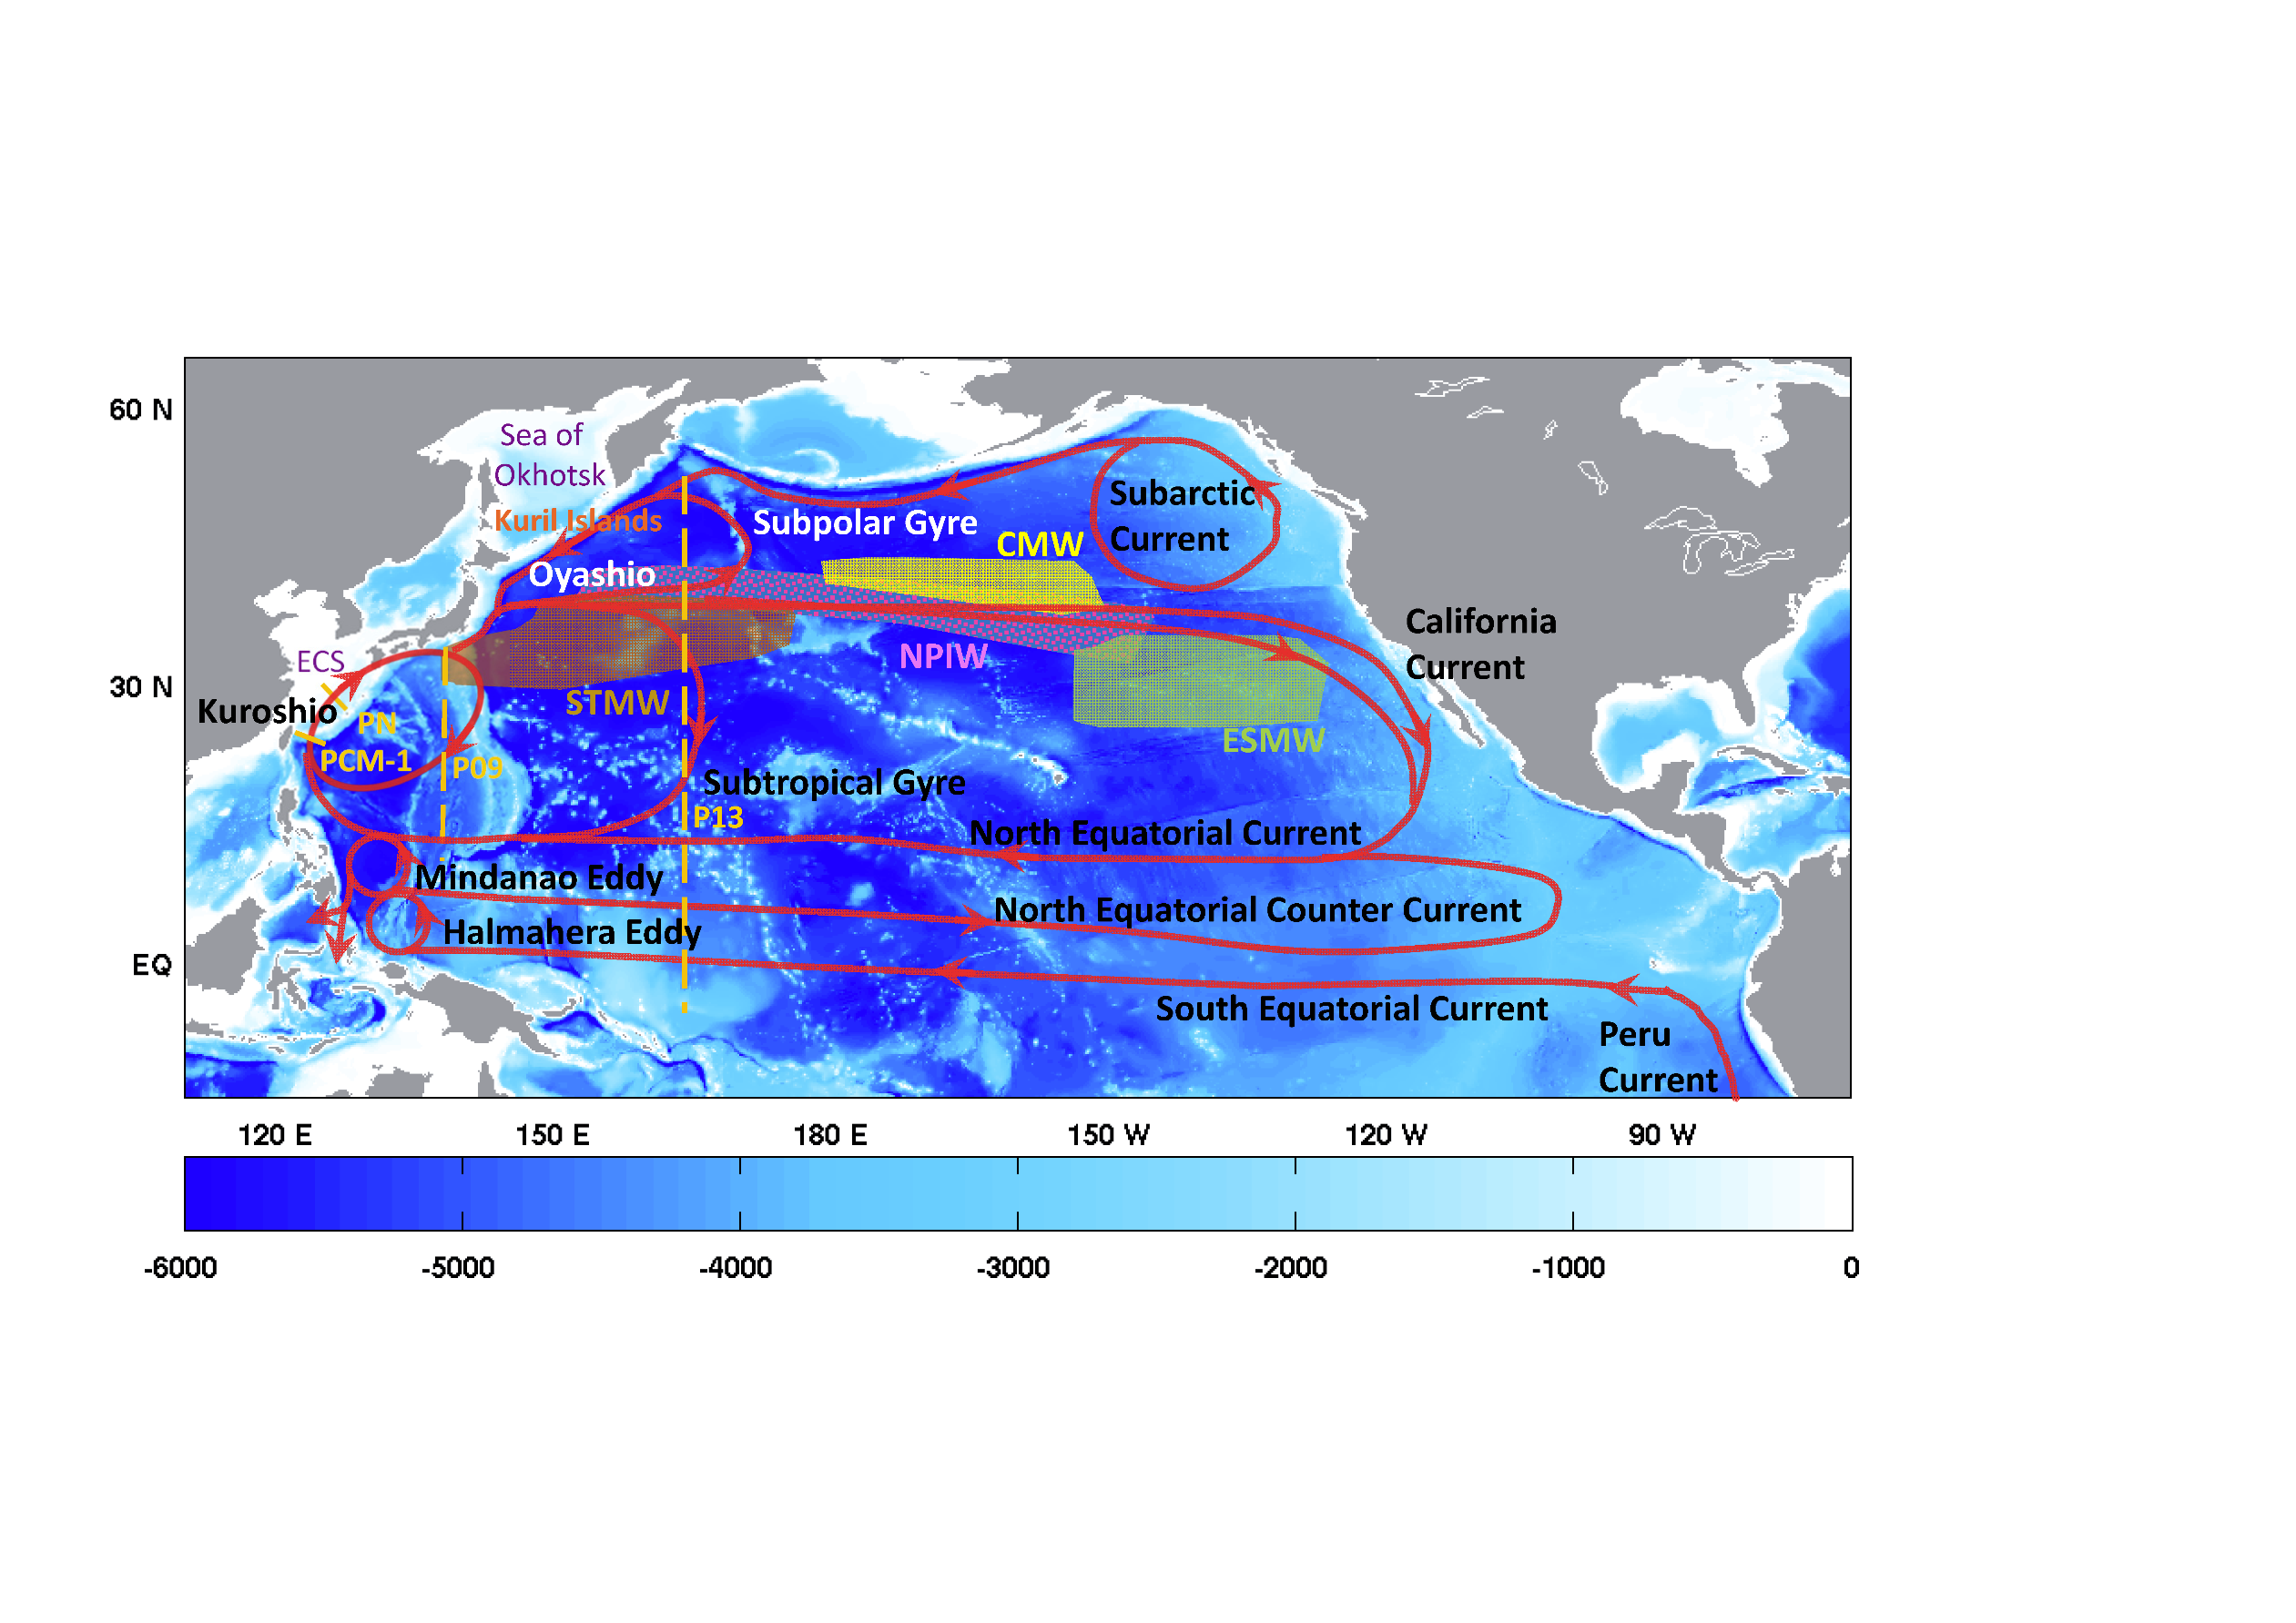 60 N
Sea of
Okhotsk
Kuril Islands
Subpolar Gyre
Subarctic
Current
CMW
Oyashio
California
Current
NPIW
ECS
30 N
STMW
Kuroshio
PN
ESMW
PCM-1
P09
Subtropical Gyre
P13
North Equatorial Current
Mindanao Eddy
North Equatorial Counter Current
Halmahera Eddy
EQ
South Equatorial Current
Peru
Current
120 E 150 E 180 E 150 W 120 W 90 W
-6000 -5000 -4000 -3000 -2000 -1000 0